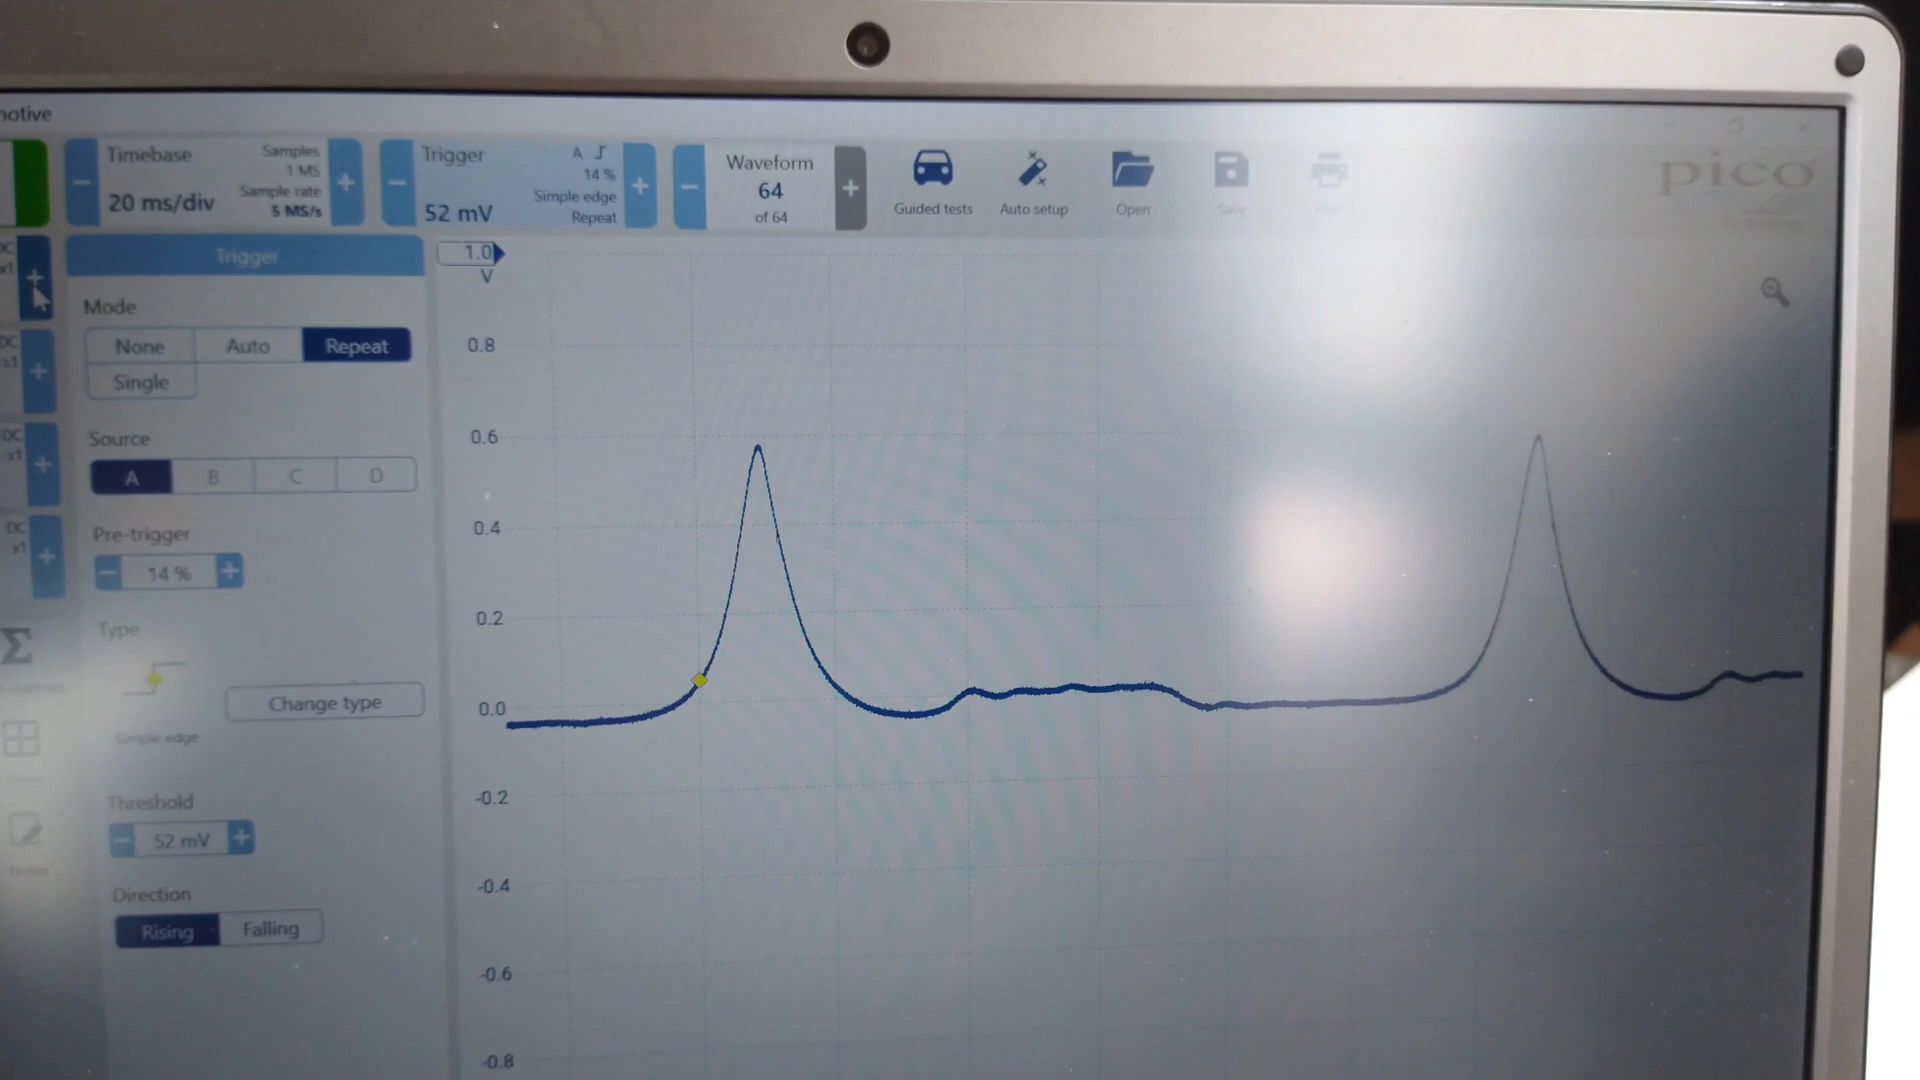 motive
Timebase
20 ms/div
Samples
1 MS
Sample rate
5 MS/s
Trigger
52 mV
A
14 %
Simple edge
Repeat
Waveform
64
of 64
Guided tests
Auto setup
Open
Save
Print
pico
DC
x1
DC
x1
DC
x1
DC
x1
Trigger
Mode
None
Auto
Repeat
Single
Source
A
B
C
D
Pre-trigger
14 %
Type
Change type
Simple edge
Threshold
52 mV
Direction
Rising
Falling
1.0
V
0.8
0.6
0.4
0.2
0.0
-0.2
-0.4
-0.6
-0.8